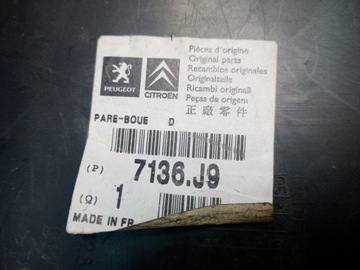 PEUGEOT
CITROËN
Pièces d'origine
Original parts
Recambios originales
Originalteile
Ricambi originali
Peças de origem
正廠零件
PARE-BOUE D
(P) 7136.J9
(Q) 1
MADE IN FR